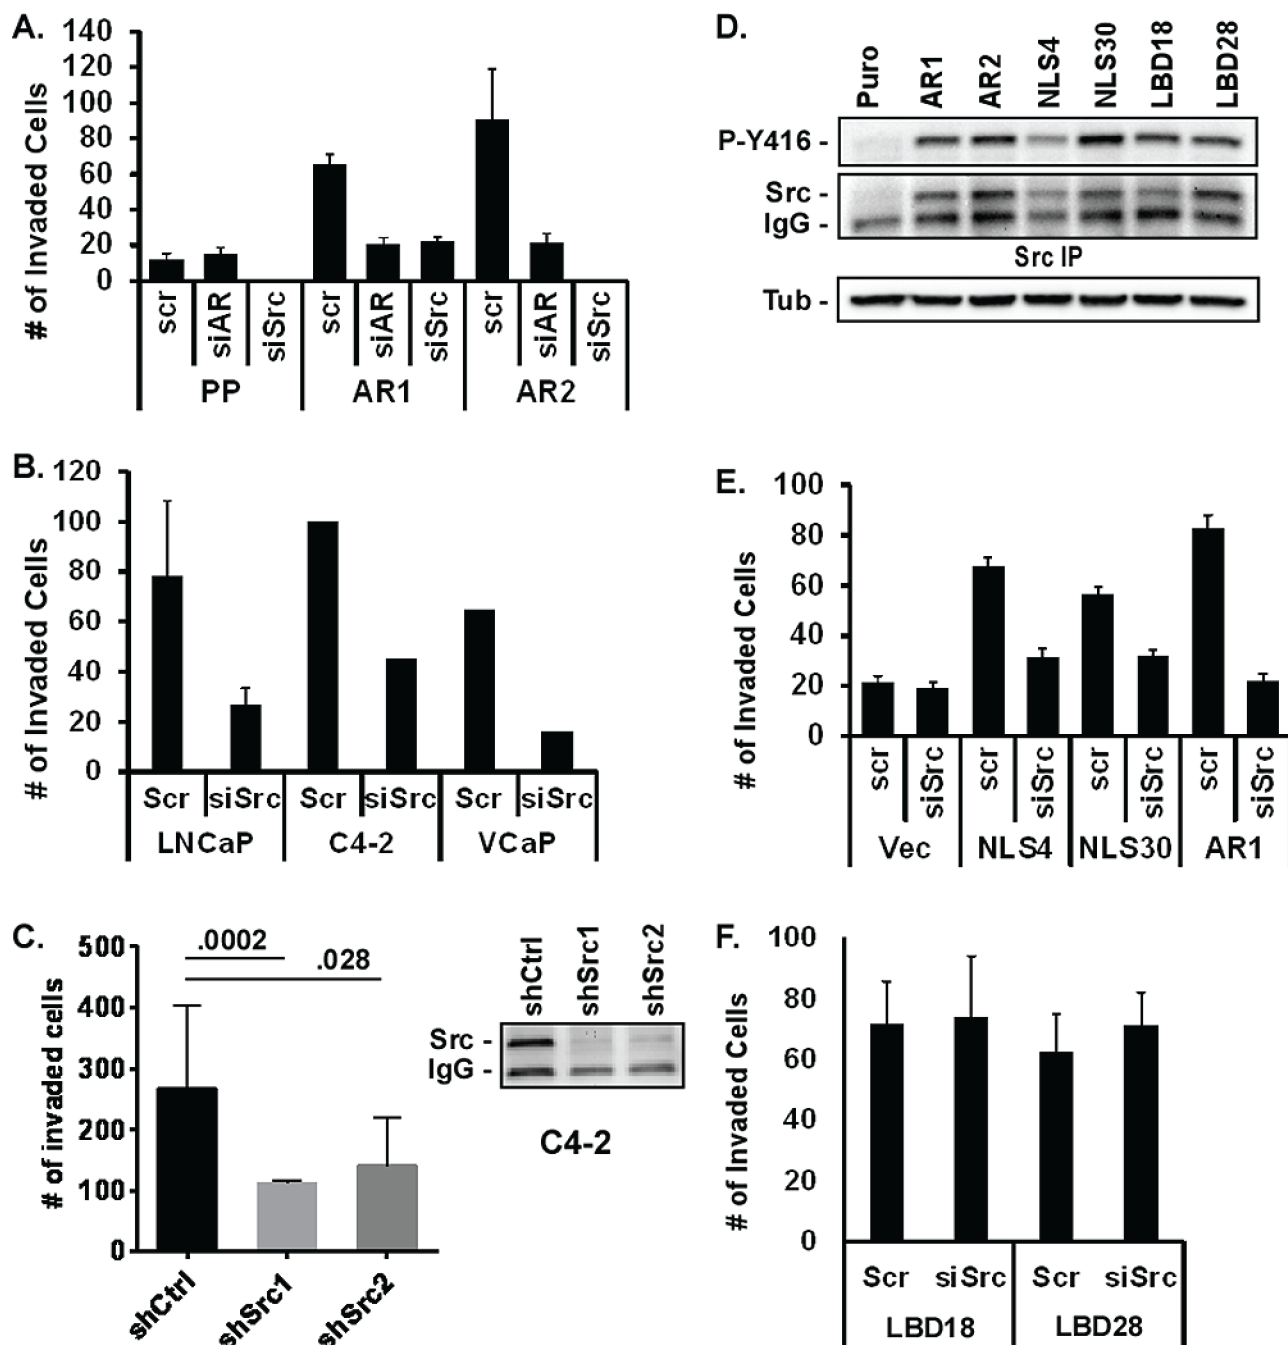 A.
# of Invaded Cells
140
120
100
80
60
40
20
0
scr siAR siSrc scr siAR siSrc scr siAR siSrc
PP AR1 AR2
B.
# of Invaded Cells
120
100
80
60
40
20
0
Scr siSrc Scr siSrc Scr siSrc
LNCaP C4-2 VCaP
C.
# of invaded cells
500
400
300
200
100
0
.0002
.028
shCtrl shSrc1 shSrc2
shCtrl shSrc1 shSrc2
Src -
IgG -
C4-2
D.
Puro AR1 AR2 NLS4 NLS30 LBD18 LBD28
P-Y416 -
Src -
IgG -
Src IP
Tub -
E.
# of Invaded Cells
100
80
60
40
20
0
scr siSrc scr siSrc scr siSrc scr siSrc
Vec NLS4 NLS30 AR1
F.
# of Invaded Cells
100
80
60
40
20
0
Scr siSrc Scr siSrc
LBD18 LBD28